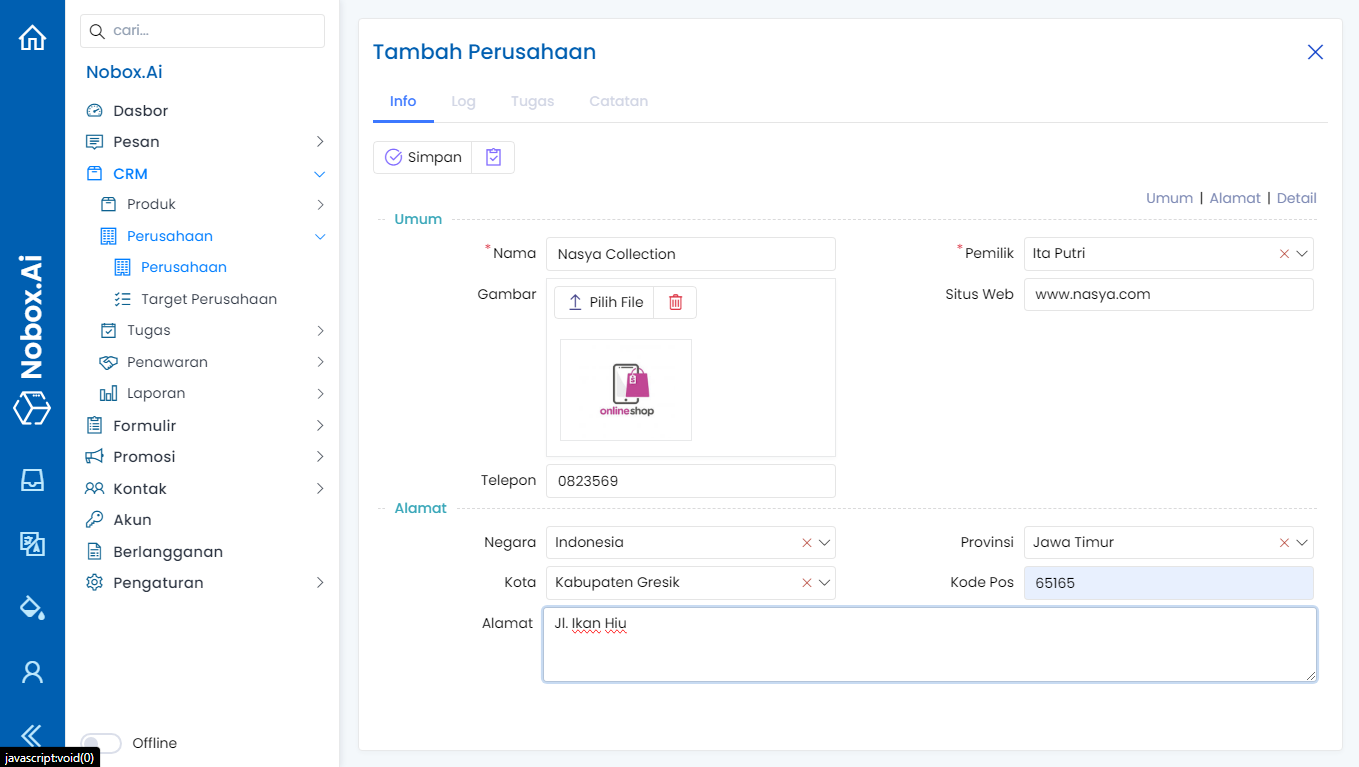 Nobox.Ai
cari...
Nobox.Ai
Dasbor
Pesan
CRM
Produk
Perusahaan
Perusahaan
Target Perusahaan
Tugas
Penawaran
Laporan
Formulir
Promosi
Kontak
Akun
Berlangganan
Pengaturan
Offline
javascript:void(0)
Tambah Perusahaan
Info Log Tugas Catatan
Simpan
Umum | Alamat | Detail
Umum
*Nama Nasya Collection *Pemilik Ita Putri
Gambar Pilih File Situs Web www.nasya.com
$
onlineshop
Telepon 0823569
Alamat
Negara Indonesia Provinsi Jawa Timur
Kota Kabupaten Gresik Kode Pos 65165
Alamat Jl. Ikan Hiu